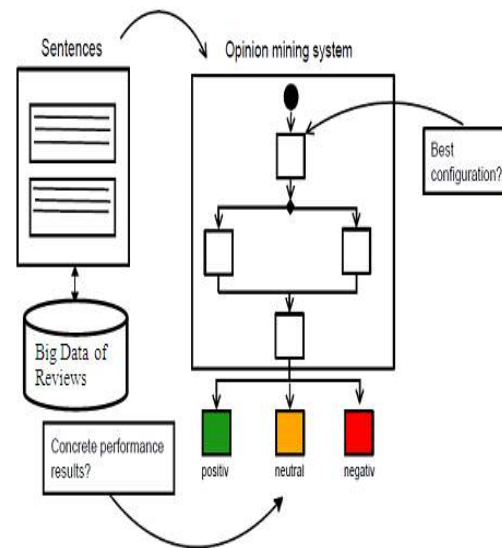 Sentences
Opinion mining system
Best
configuration?
Big Data of
Reviews
Concrete performance
results?
positiv
neutral
negativ